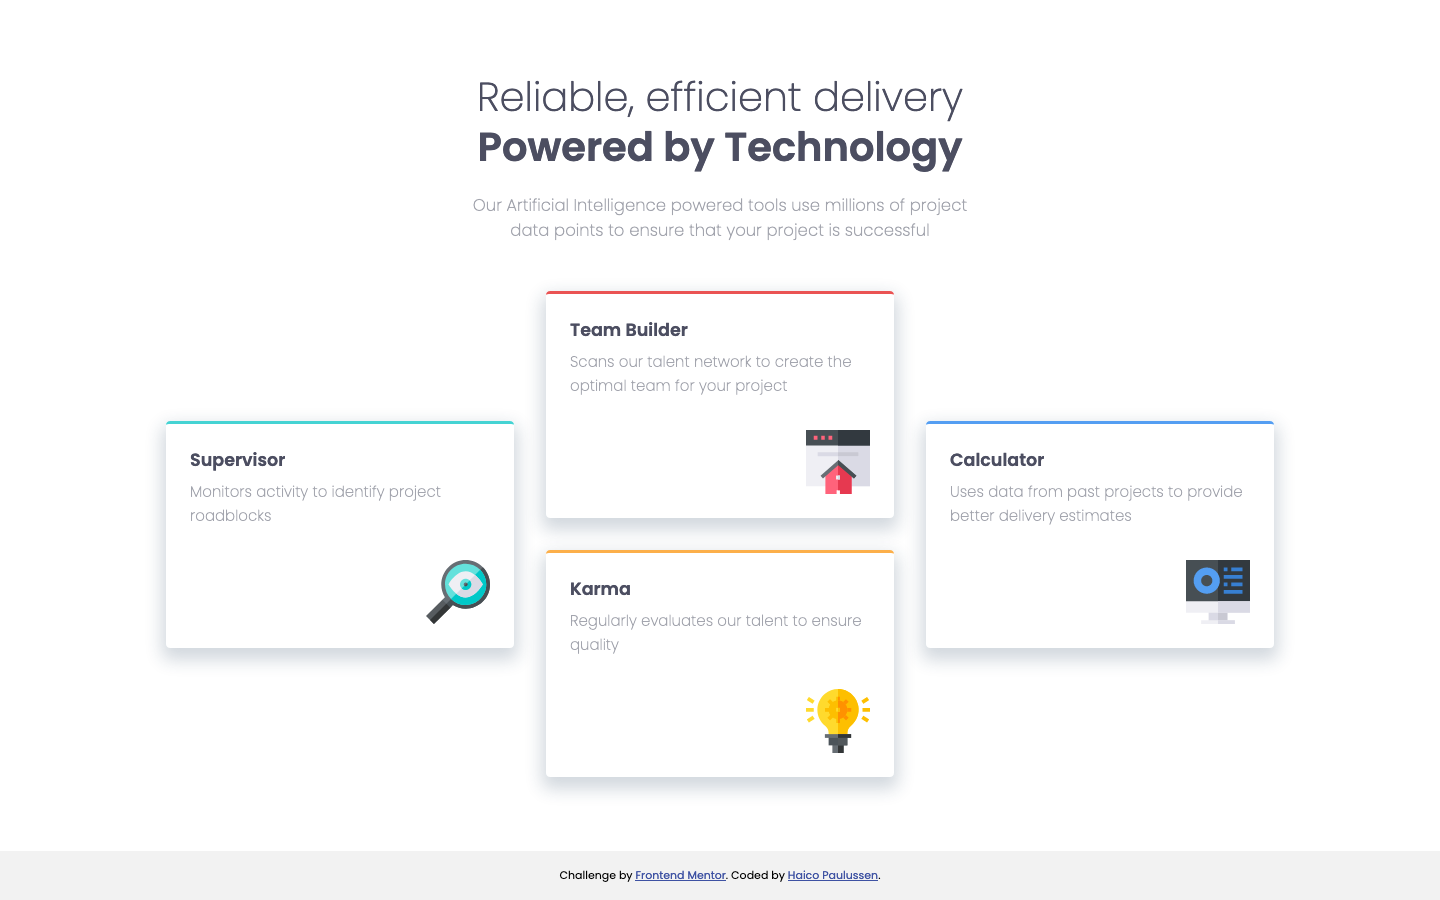 Reliable, efficient delivery
Powered by Technology
Our Artificial Intelligence powered tools use millions of project
data points to ensure that your project is successful
Supervisor
Monitors activity to identify project
roadblocks
Team Builder
Scans our talent network to create the
optimal team for your project
Karma
Regularly evaluates our talent to ensure
quality
Calculator
Uses data from past projects to provide
better delivery estimates
Challenge by Frontend Mentor. Coded by Haico Paulussen.